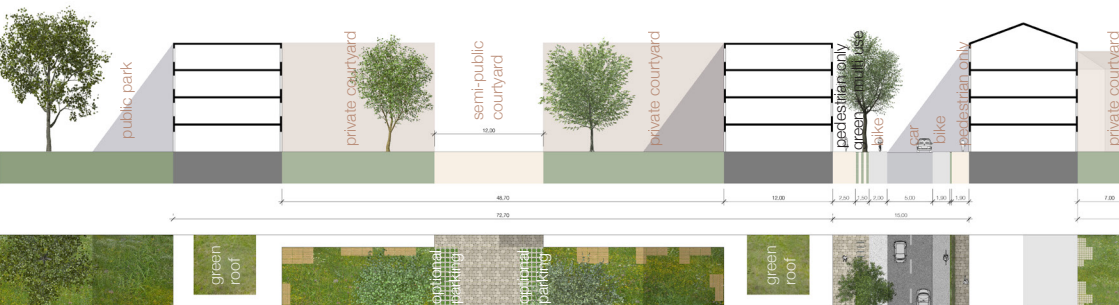 public park
private courtyard
semi-public
courtyard
private courtyard
pedestrian only
green - multi use
bike
car
bike
pedestrian only
private courtyard
12,00
48,70
12,00
2,50
1,50
2,00
5,00
1,90
1,90
7,00
72,70
15,00
green
roof
optional
parking
optional
parking
green
roof